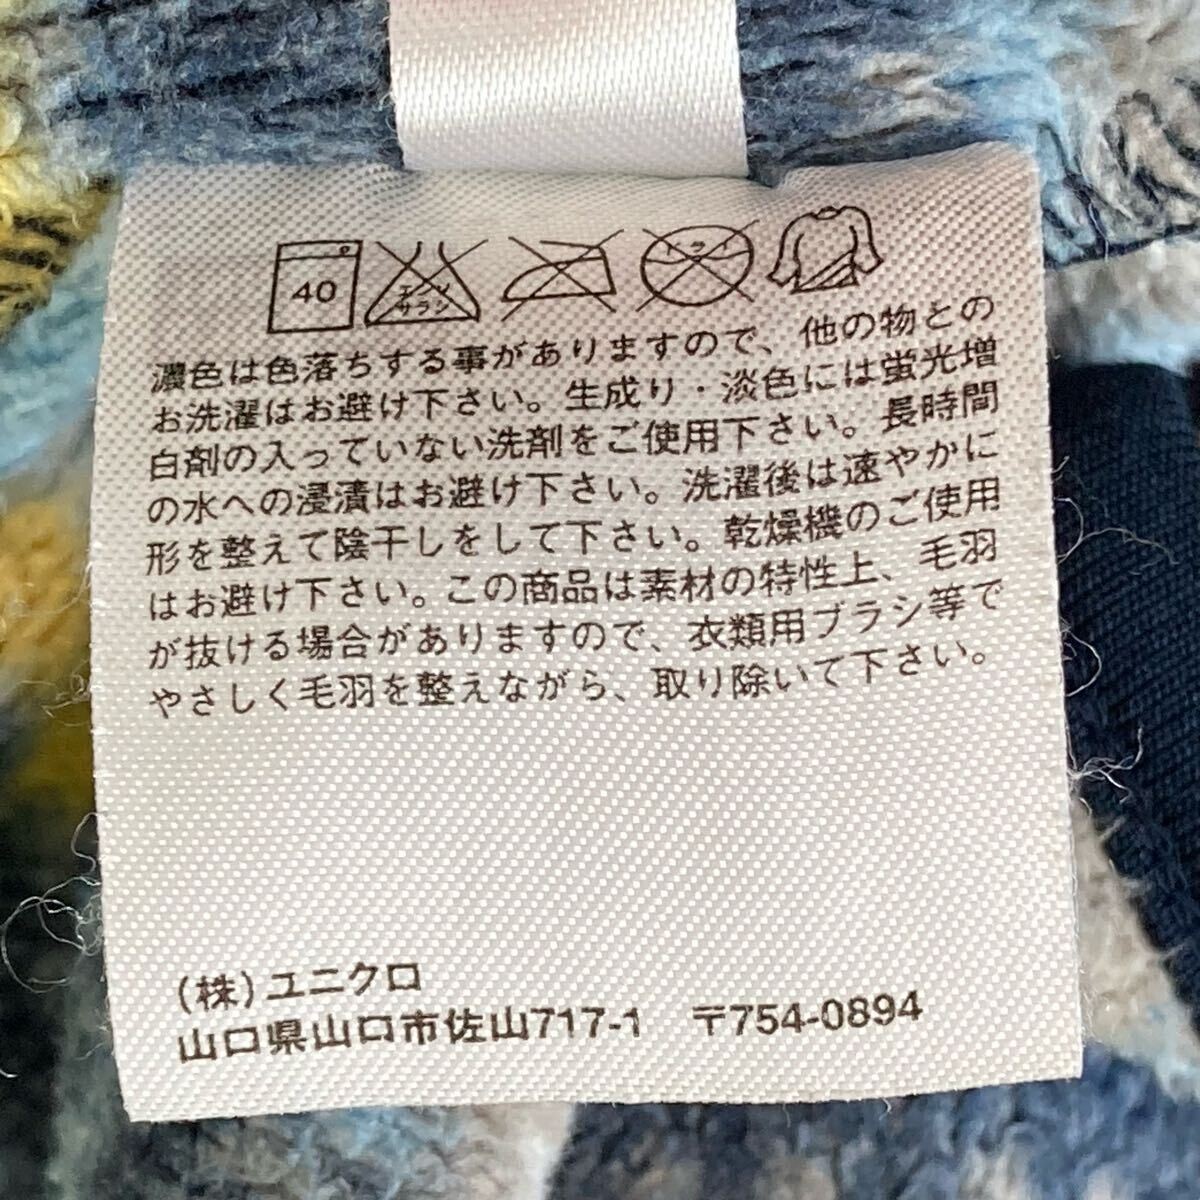 40
エンソ
サラシ
ドライ
濃色は色落ちする事がありますので、他の物との
お洗濯はお避け下さい。生成り・淡色には蛍光増
白剤の入っていない洗剤をご使用下さい。長時間
の水への浸漬はお避け下さい。洗濯後は速やかに
形を整えて陰干しをして下さい。乾燥機のご使用
はお避け下さい。この商品は素材の特性上、毛羽
が抜ける場合がありますので、衣類用ブラシ等で
やさしく毛羽を整えながら、取り除いて下さい。
(株)ユニクロ
山口県山口市佐山717-1 〒754-0894